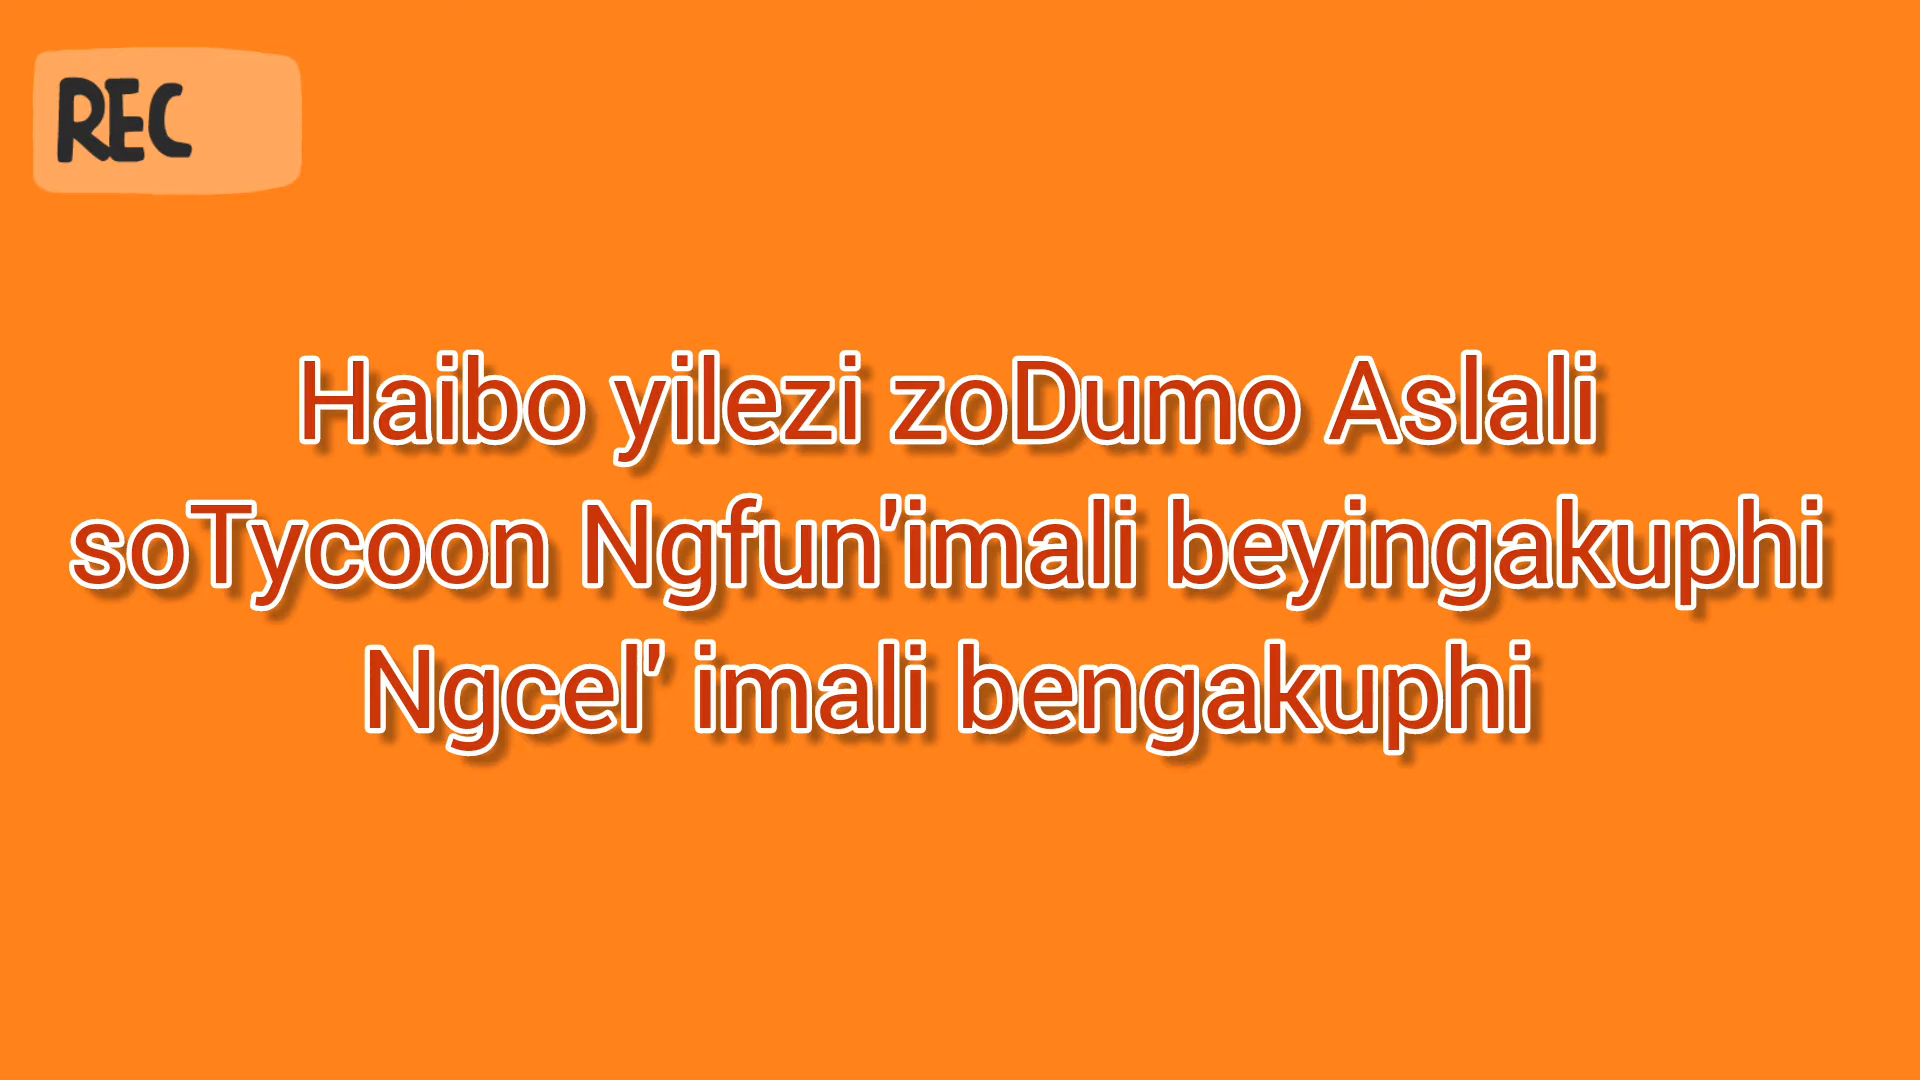 REC
Haibo yilezi zoDumo Aslali
soTycoon Ngfun'imali beyingakuphi
Ngcel' imali bengakuphi